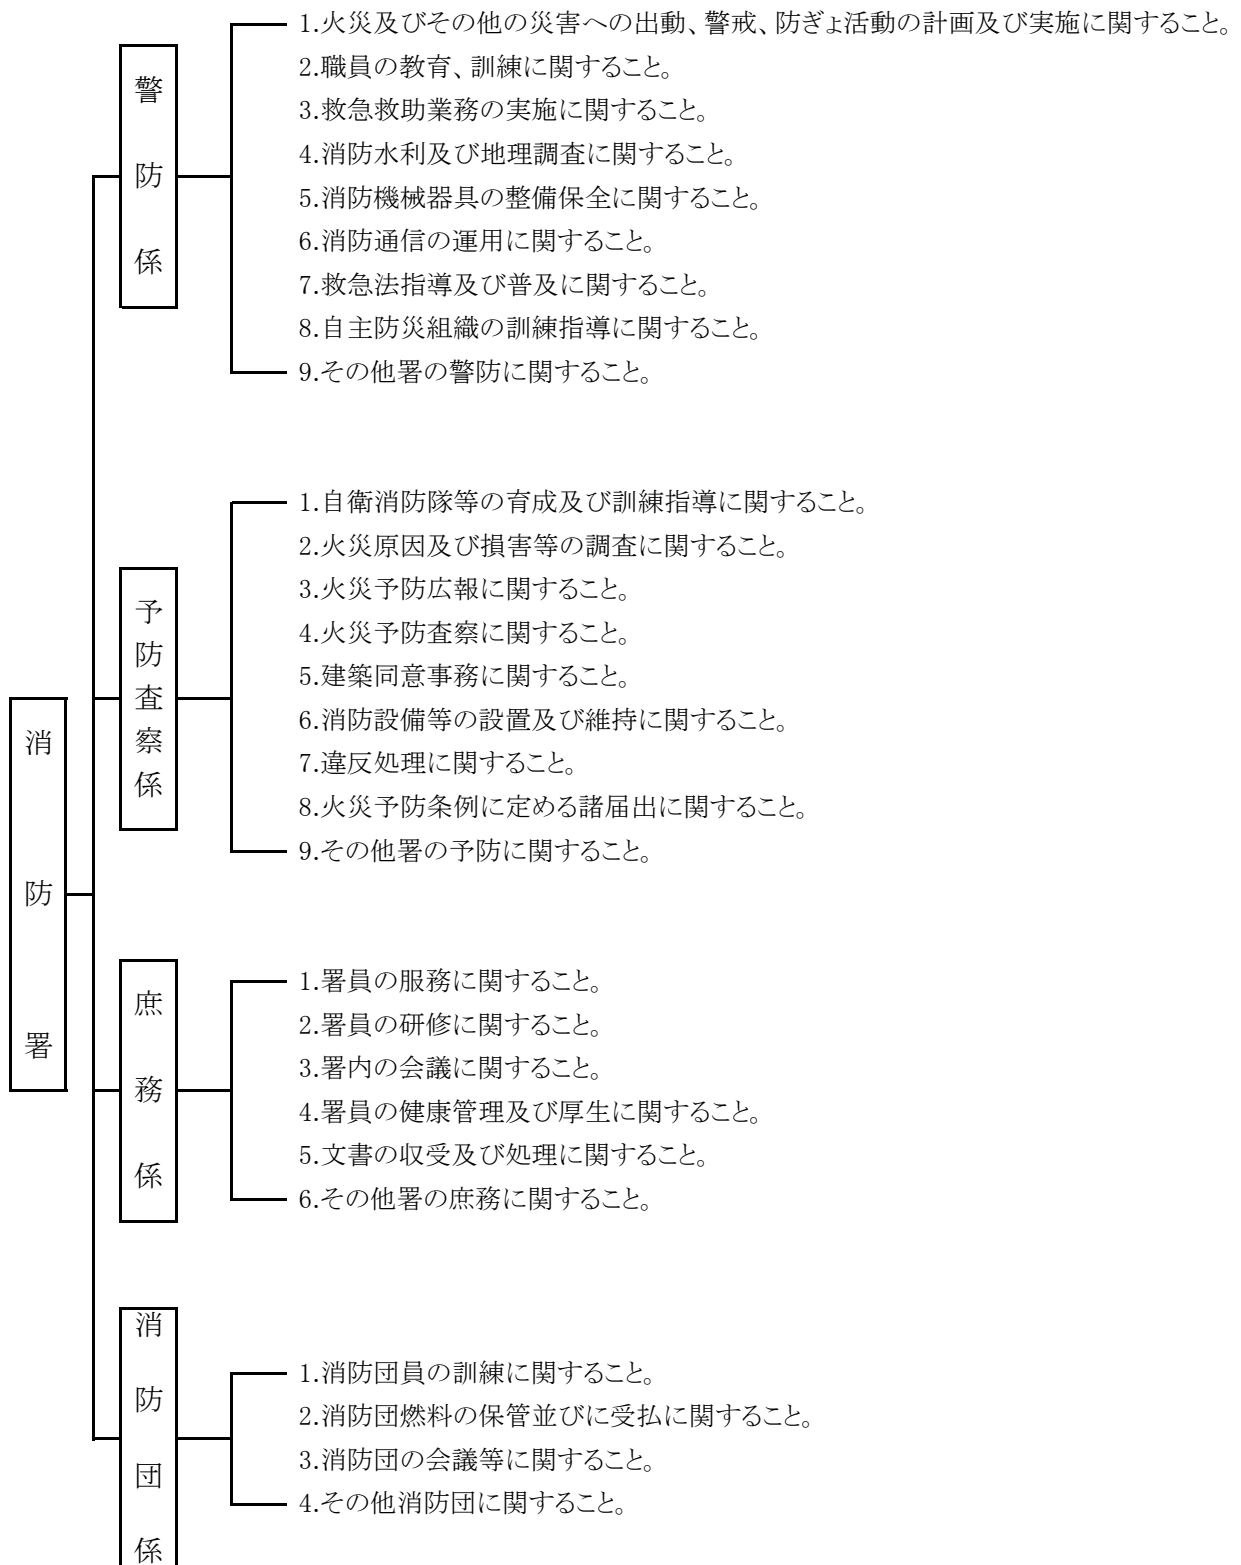 消防署
警防係
1.火災及びその他の災害への出動、警戒、防ぎょ活動の計画及び実施に関すること。
2.職員の教育、訓練に関すること。
3.救急救助業務の実施に関すること。
4.消防水利及び地理調査に関すること。
5.消防機械器具の整備保全に関すること。
6.消防通信の運用に関すること。
7.救急法指導及び普及に関すること。
8.自主防災組織の訓練指導に関すること。
9.その他署の警防に関すること。
予防査察係
1.自衛消防隊等の育成及び訓練指導に関すること。
2.火災原因及び損害等の調査に関すること。
3.火災予防広報に関すること。
4.火災予防査察に関すること。
5.建築同意事務に関すること。
6.消防設備等の設置及び維持に関すること。
7.違反処理に関すること。
8.火災予防条例に定める諸届出に関すること。
9.その他署の予防に関すること。
庶務係
1.署員の服務に関すること。
2.署員の研修に関すること。
3.署内の会議に関すること。
4.署員の健康管理及び厚生に関すること。
5.文書の収受及び処理に関すること。
6.その他署の庶務に関すること。
消防団係
1.消防団員の訓練に関すること。
2.消防団燃料の保管並びに受払に関すること。
3.消防団の会議等に関すること。
4.その他消防団に関すること。